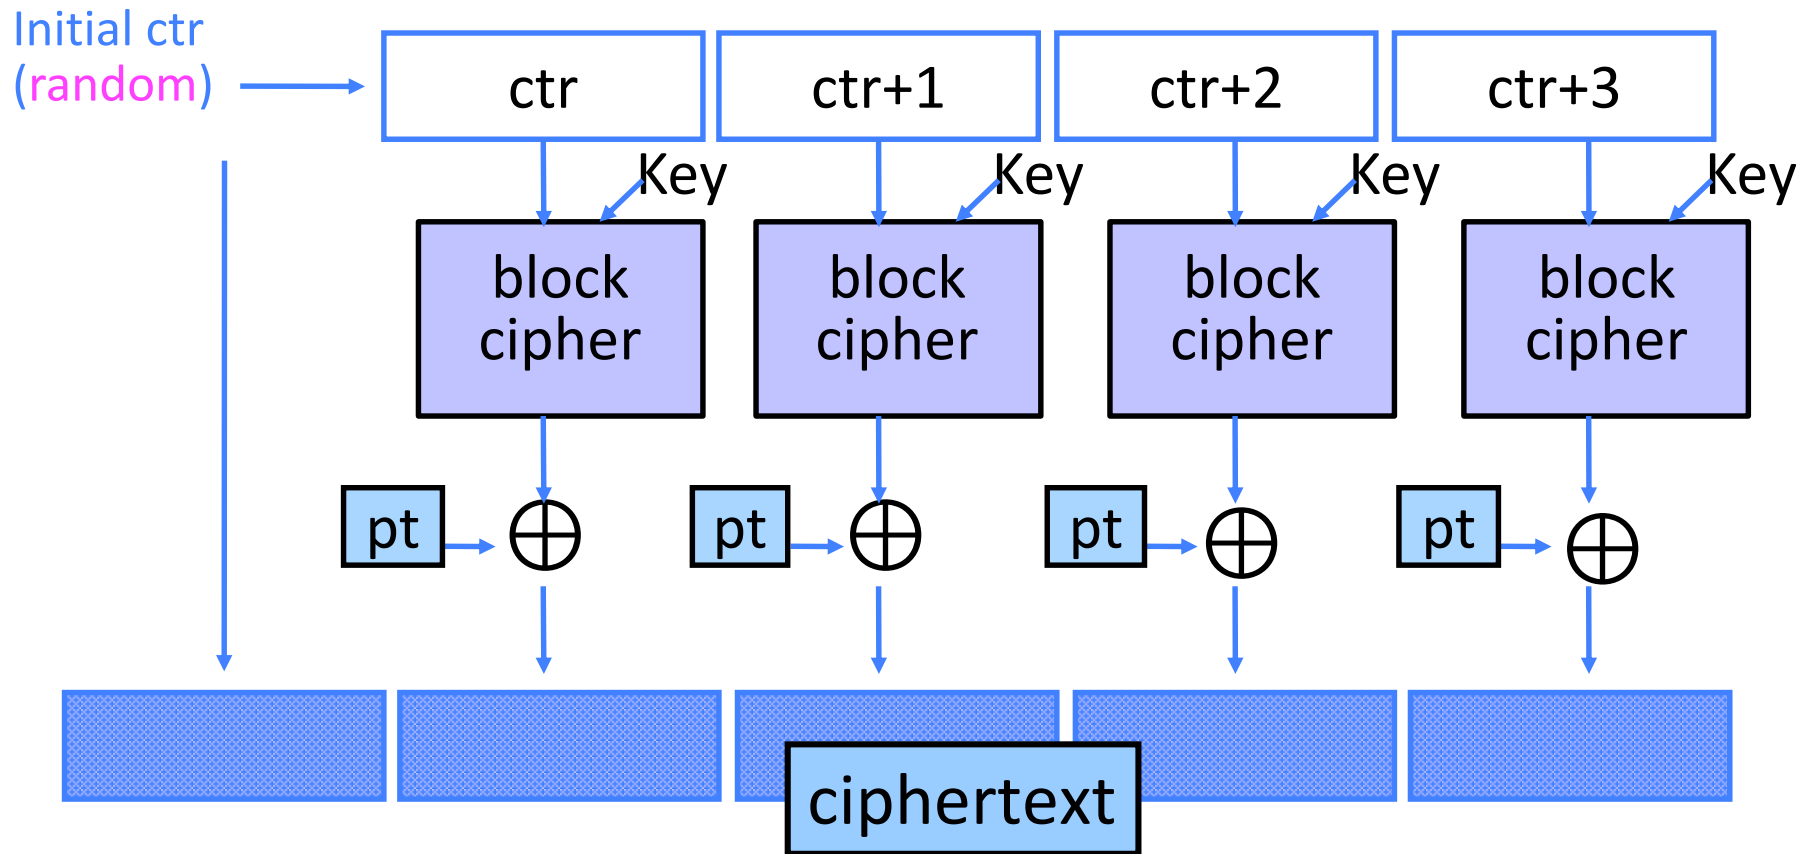 Initial ctr
(random)
ctr
ctr+1
ctr+2
ctr+3
Key
Key
Key
Key
block
cipher
block
cipher
block
cipher
block
cipher
pt
pt
pt
pt
ciphertext